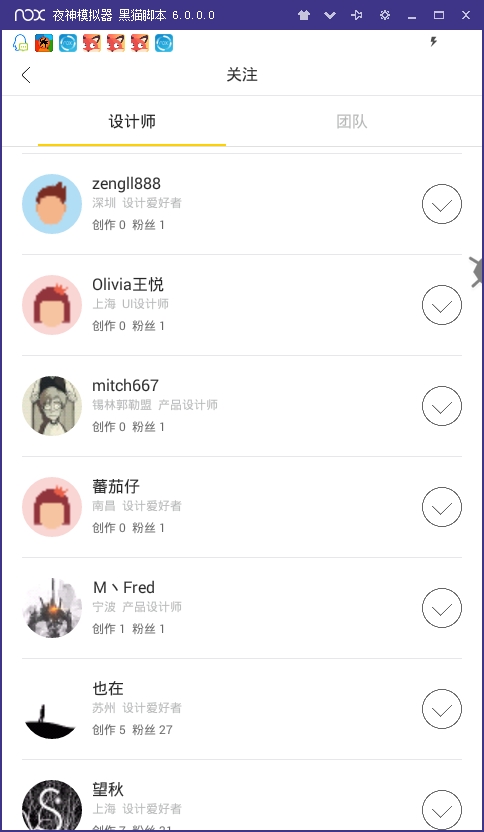 nox 夜神模拟器 黑猫脚本 6.0.0.0
关注
设计师 团队
zengll888
深圳 设计爱好者
创作 0 粉丝 1
Olivia王悦
上海 UI设计师
创作 0 粉丝 1
mitch667
锡林郭勒盟 产品设计师
创作 0 粉丝 1
蕃茄仔
南昌 设计爱好者
创作 0 粉丝 1
M丶Fred
宁波 产品设计师
创作 1 粉丝 1
也在
苏州 设计爱好者
创作 5 粉丝 27
望秋
上海 设计爱好者
创作 7 粉丝 21